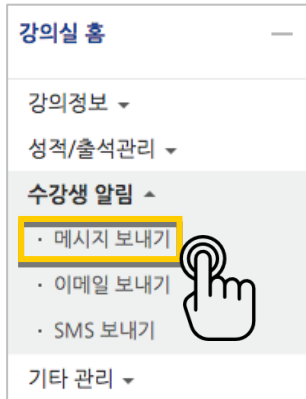 강의실 홈
강의정보
성적/출석관리
수강생 알림
· 메시지 보내기
· 이메일 보내기
· SMS 보내기
기타 관리